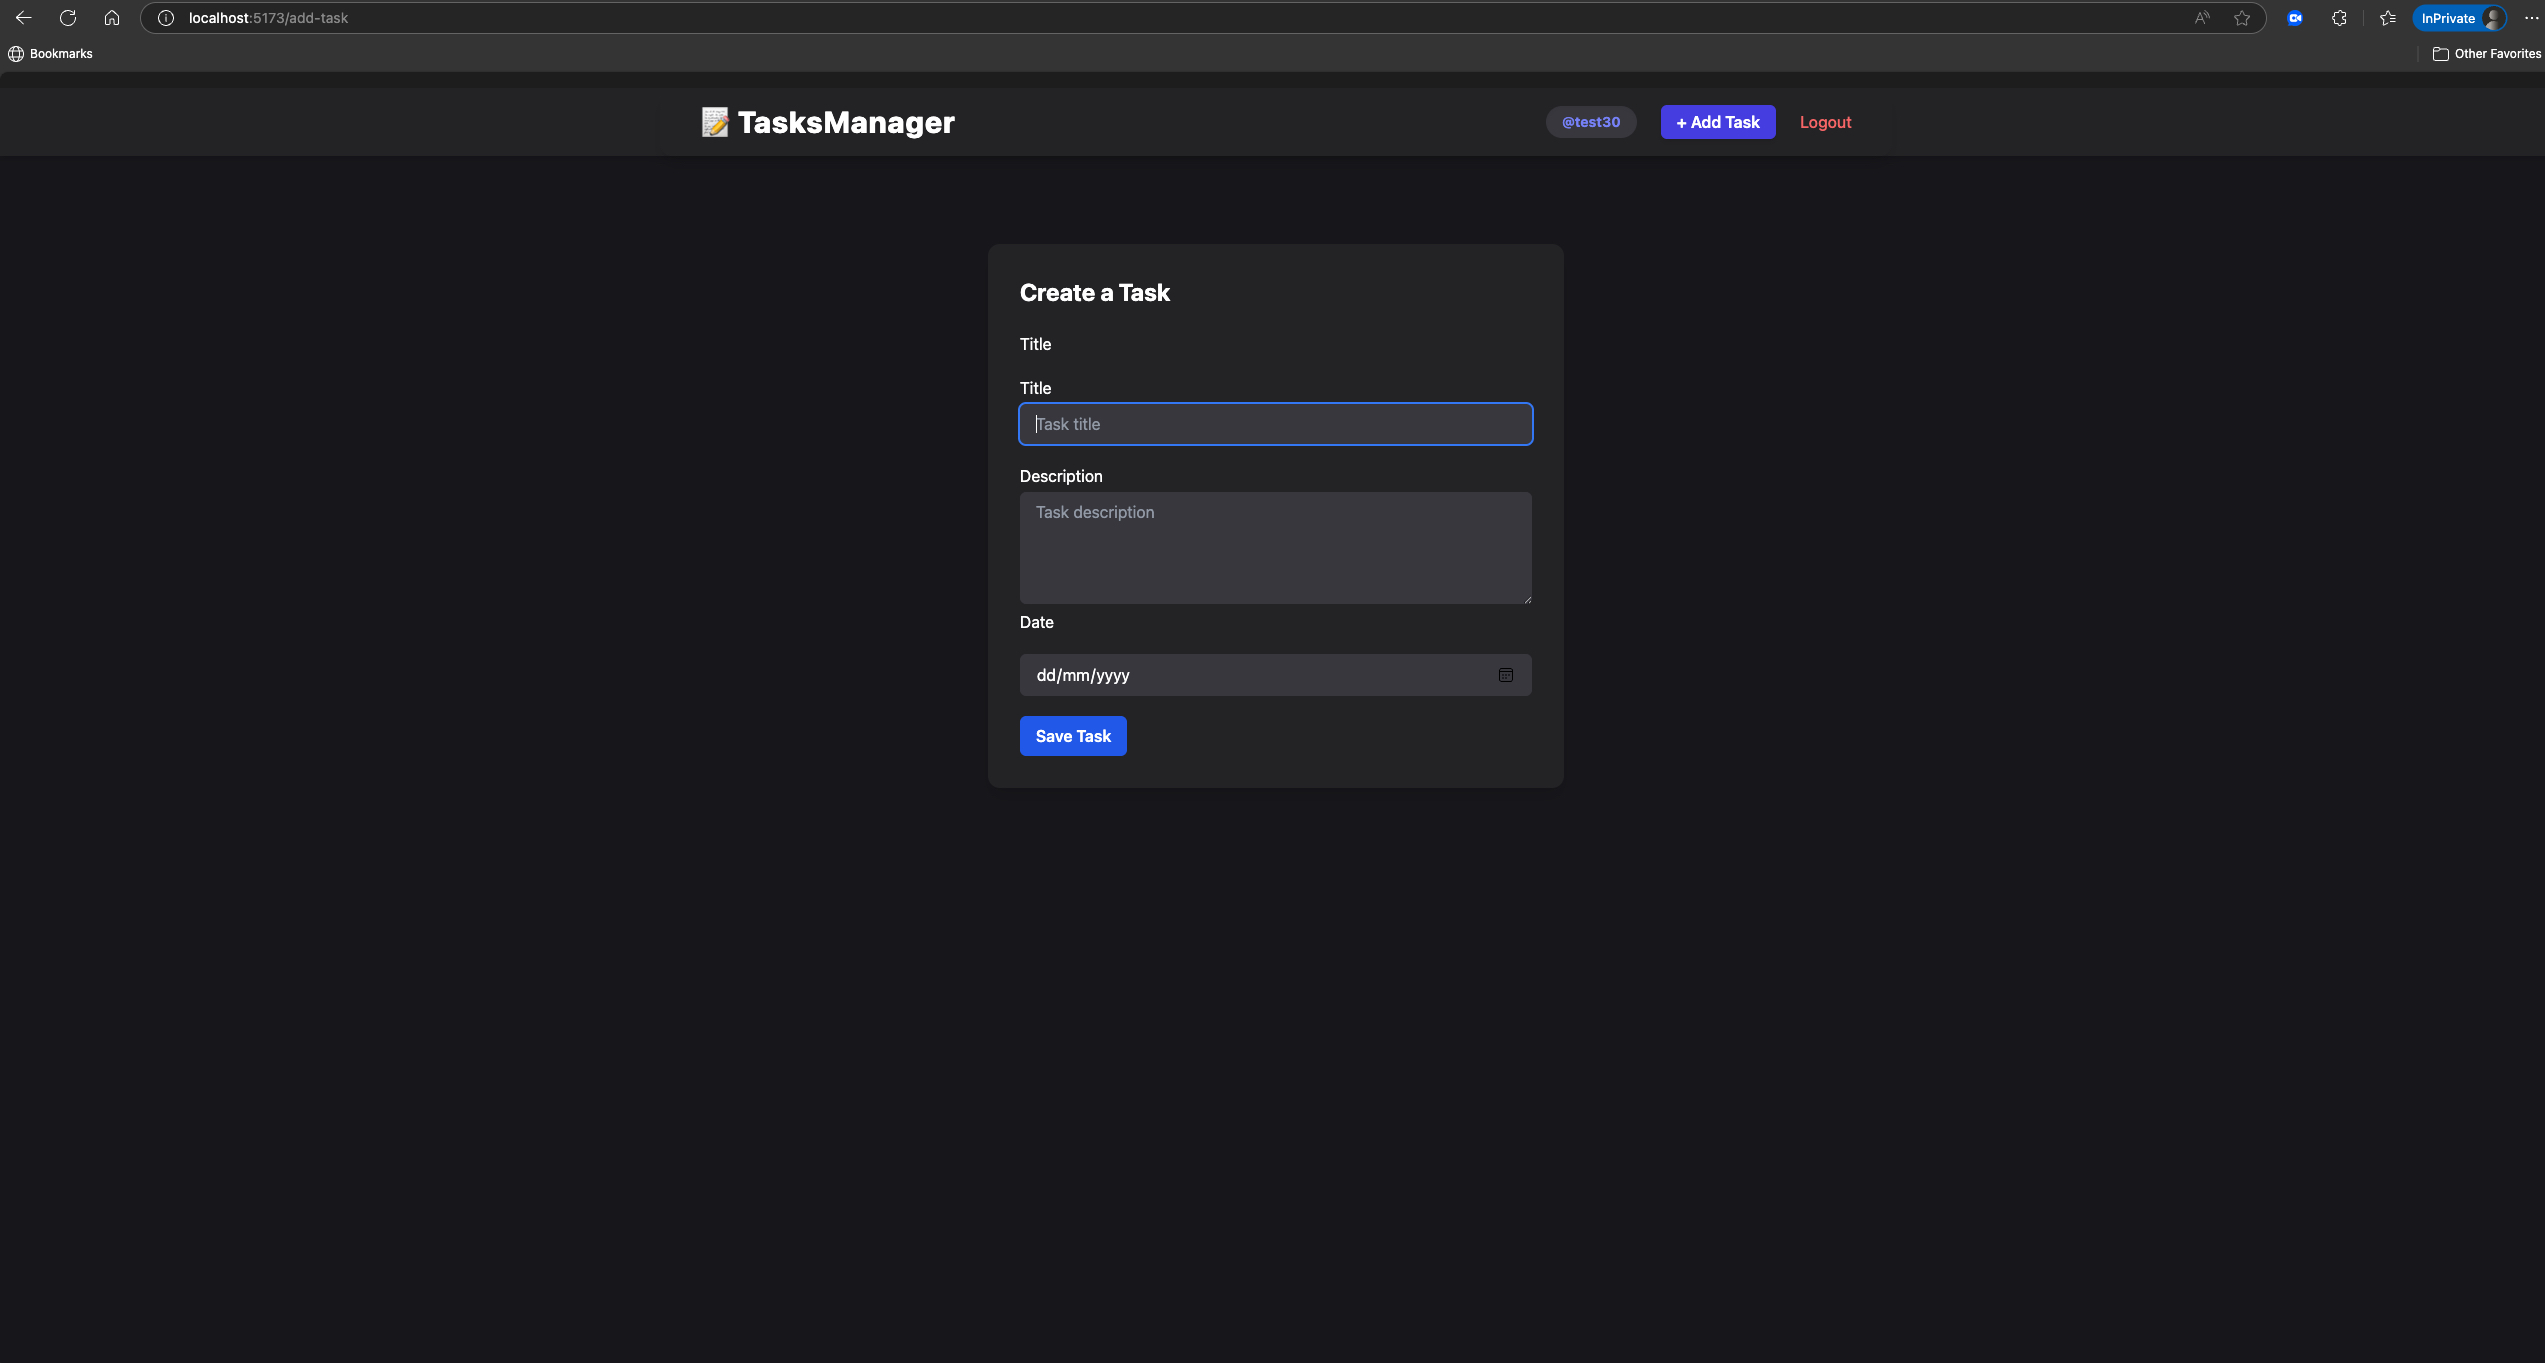 localhost:5173/add-task
InPrivate
Bookmarks
Other Favorites
TasksManager
@test30
+ Add Task
Logout
Create a Task
Title
Title
Task title
Description
Task description
Date
dd/mm/yyyy
Save Task